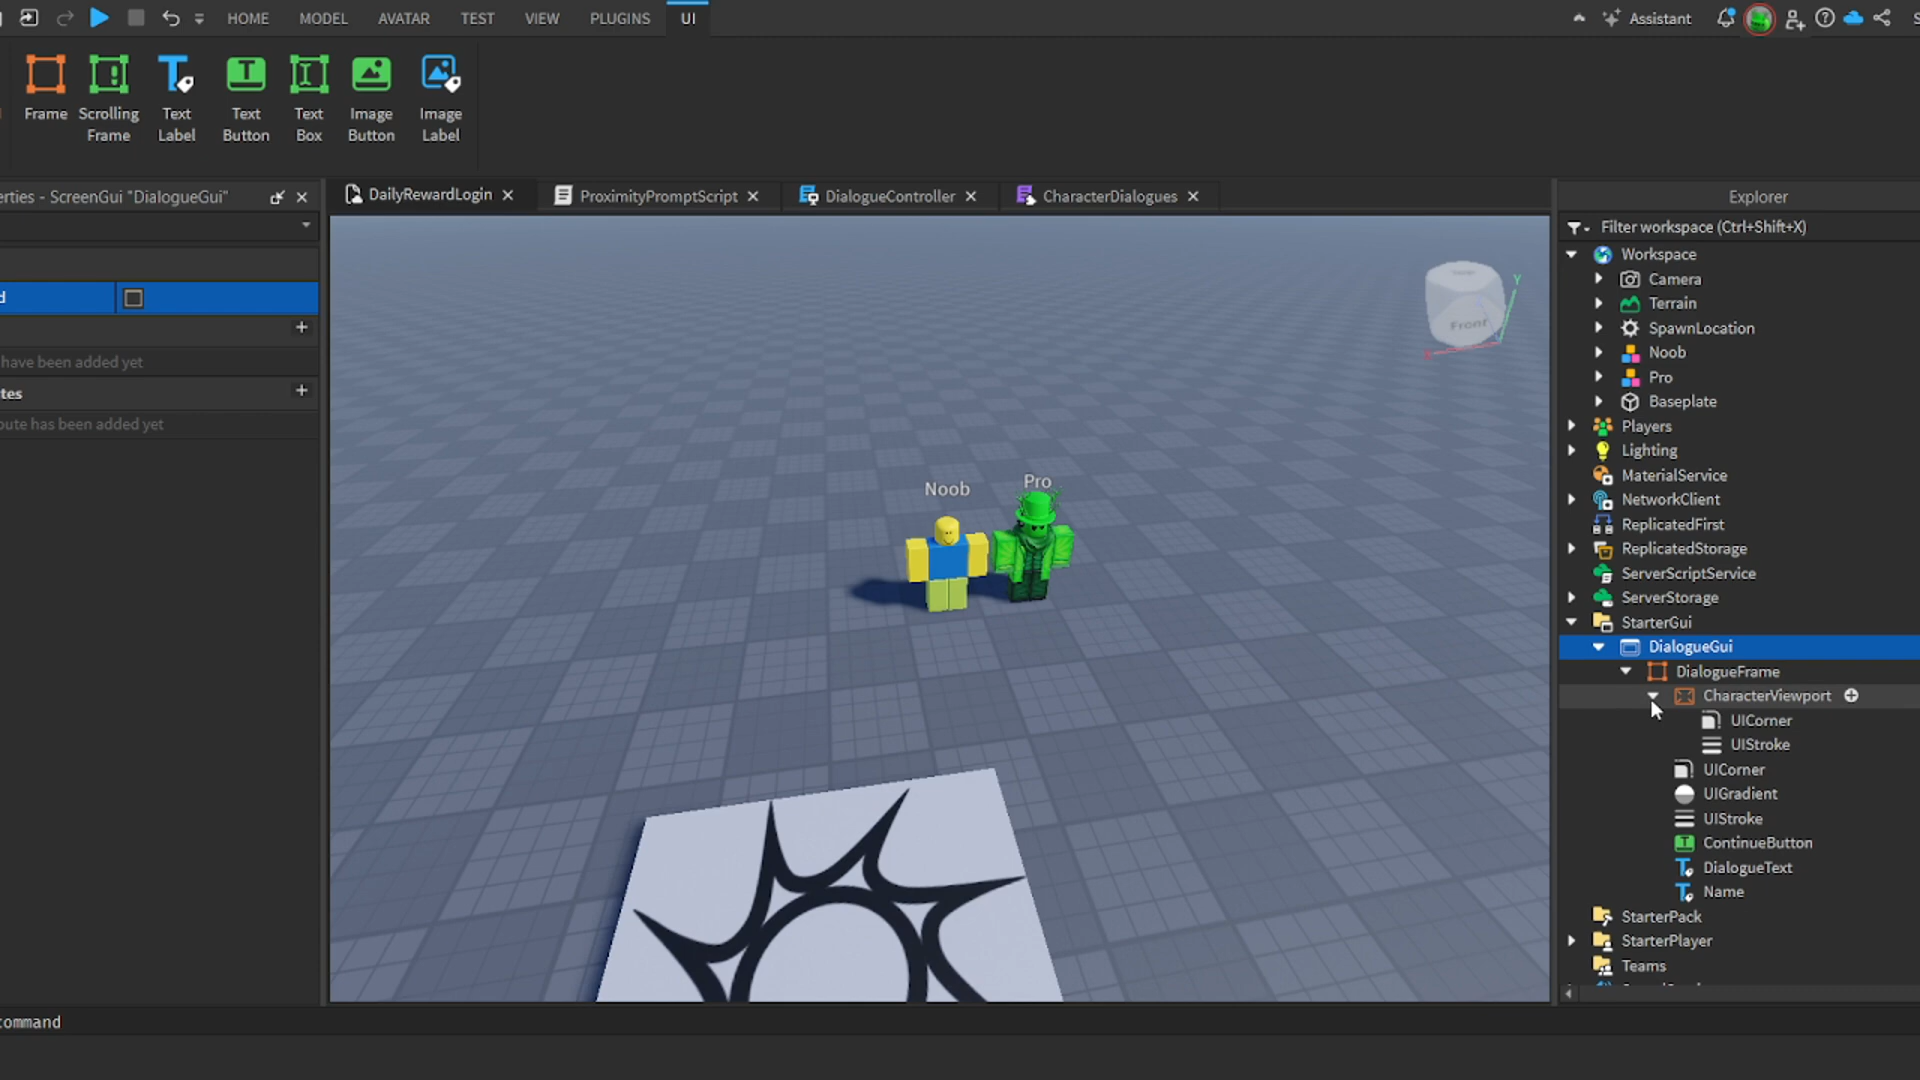 HOME MODEL AVATAR TEST VIEW PLUGINS UI
Assistant
Frame
Scrolling Frame
Text Label
Text Button
Text Box
Image Button
Image Label
erties - ScreenGui "DialogueGui"
d
have been added yet
tes
oute has been added yet
DailyRewardLogin
ProximityPromptScript
DialogueController
CharacterDialogues
Front
Y
Noob
Pro
Explorer
Filter workspace (Ctrl+Shift+X)
Workspace
Camera
Terrain
SpawnLocation
Noob
Pro
Baseplate
Players
Lighting
MaterialService
NetworkClient
ReplicatedFirst
ReplicatedStorage
ServerScriptService
ServerStorage
StarterGui
DialogueGui
DialogueFrame
CharacterViewport
UICorner
UIStroke
UICorner
UIGradient
UIStroke
ContinueButton
DialogueText
Name
StarterPack
StarterPlayer
Teams
command